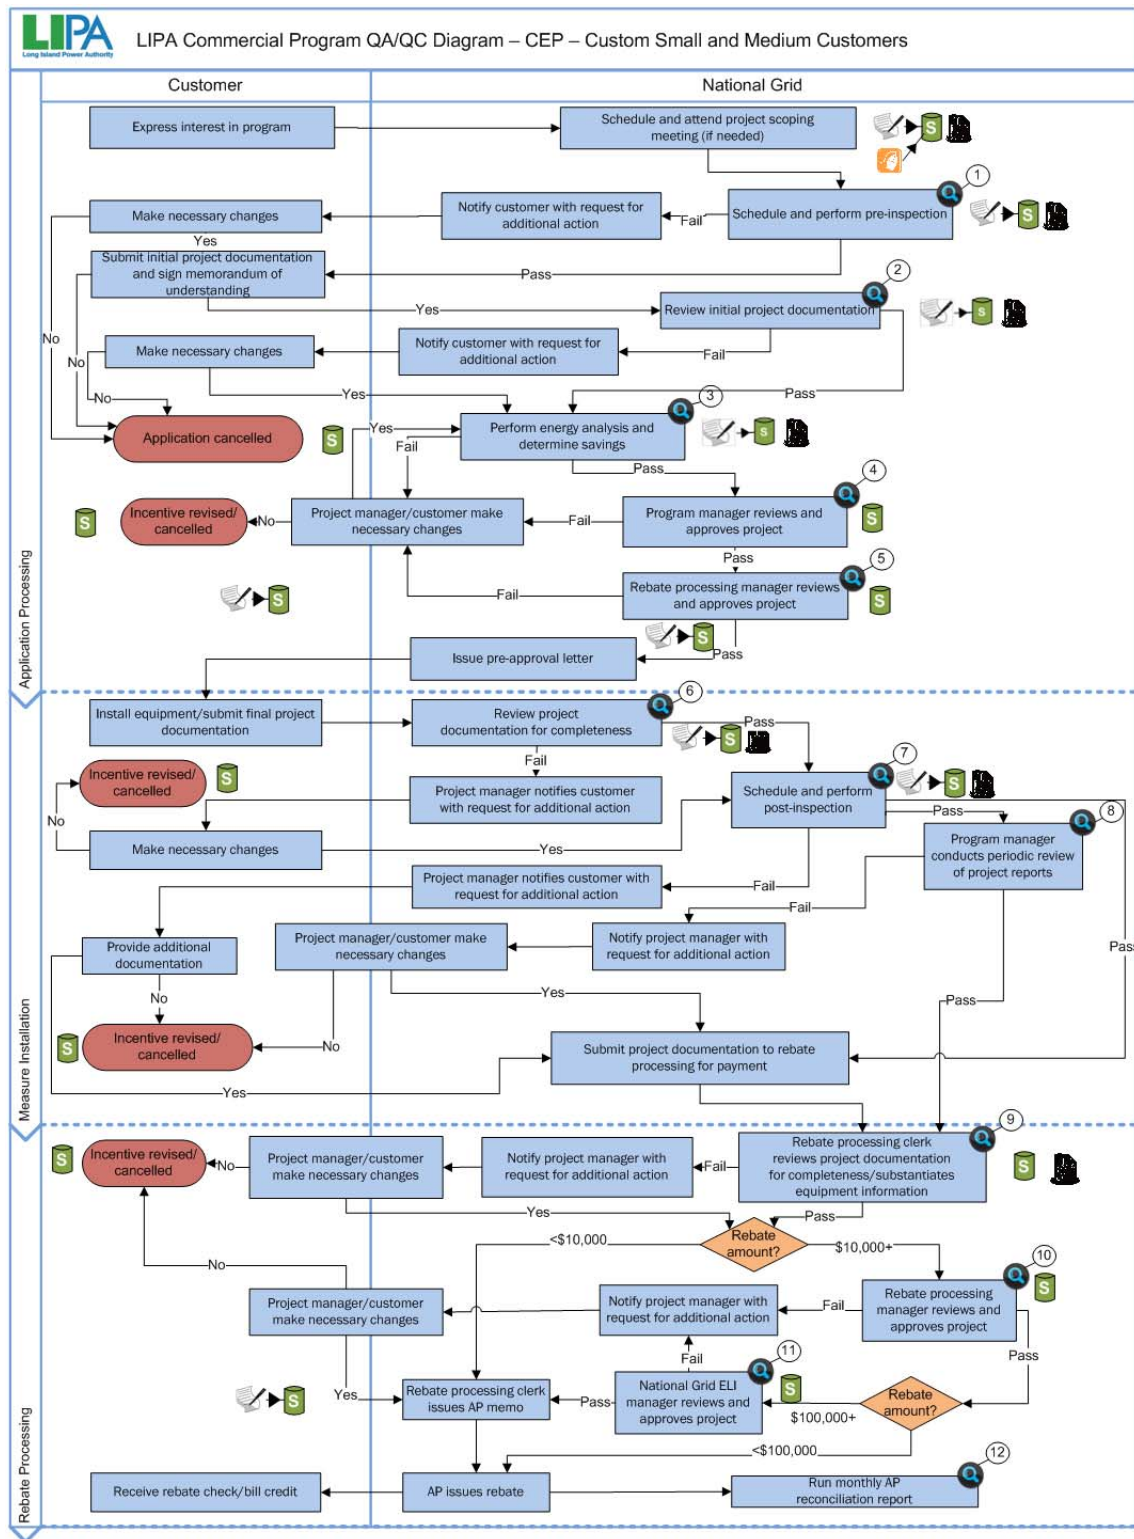 LIPA
Long Island Power Authority
LIPA Commercial Program QA/QC Diagram – CEP – Custom Small and Medium Customers
Customer
National Grid
Application Processing
Express interest in program
Schedule and attend project scoping
meeting (if needed)
S
1
Make necessary changes
Notify customer with request for
additional action
Fail
Schedule and perform pre-inspection
S
Yes
Submit initial project documentation
and sign memorandum of
understanding
Pass
2
Yes
Review initial project documentation
S
No
No
Make necessary changes
Notify customer with request for
additional action
Fail
No
Yes
Pass
3
Application cancelled
S
Yes
Fail
Perform energy analysis and
determine savings
S
Pass
4
S
Incentive revised/
cancelled
No
Project manager/customer make
necessary changes
Fail
Program manager reviews and
approves project
S
Pass
5
S
Fail
Rebate processing manager reviews
and approves project
S
S
Pass
Issue pre-approval letter
Measure Installation
6
Install equipment/submit final project
documentation
Review project
documentation for completeness
Pass
S
Fail
7
Incentive revised/
cancelled
S
Project manager notifies customer
with request for additional action
Schedule and perform
post-inspection
S
Pass
8
No
Make necessary changes
Yes
Program manager
conducts periodic review
of project reports
Project manager notifies customer with
request for additional action
Fail
Fail
Provide additional
documentation
Project manager/customer make
necessary changes
Notify project manager with
request for additional action
Pass
No
Yes
Pass
S
Incentive revised/
cancelled
No
Submit project documentation to rebate
processing for payment
Yes
Rebate Processing
9
S
Incentive revised/
cancelled
No
Project manager/customer
make necessary changes
Notify project manager with
request for additional action
Fail
Rebate processing clerk
reviews project documentation
for completeness/substantiates
equipment information
S
Yes
Pass
<$10,000
Rebate
amount?
$10,000+
10
No
Project manager/customer
make necessary changes
Notify project manager with
request for additional action
Fail
Rebate processing
manager reviews and
approves project
S
Fail
11
Pass
S
Yes
Rebate processing clerk
issues AP memo
Pass
National Grid ELI
manager reviews and
approves project
S
$100,000+
Rebate
amount?
<$100,000
12
Receive rebate check/bill credit
AP issues rebate
Run monthly AP
reconciliation report